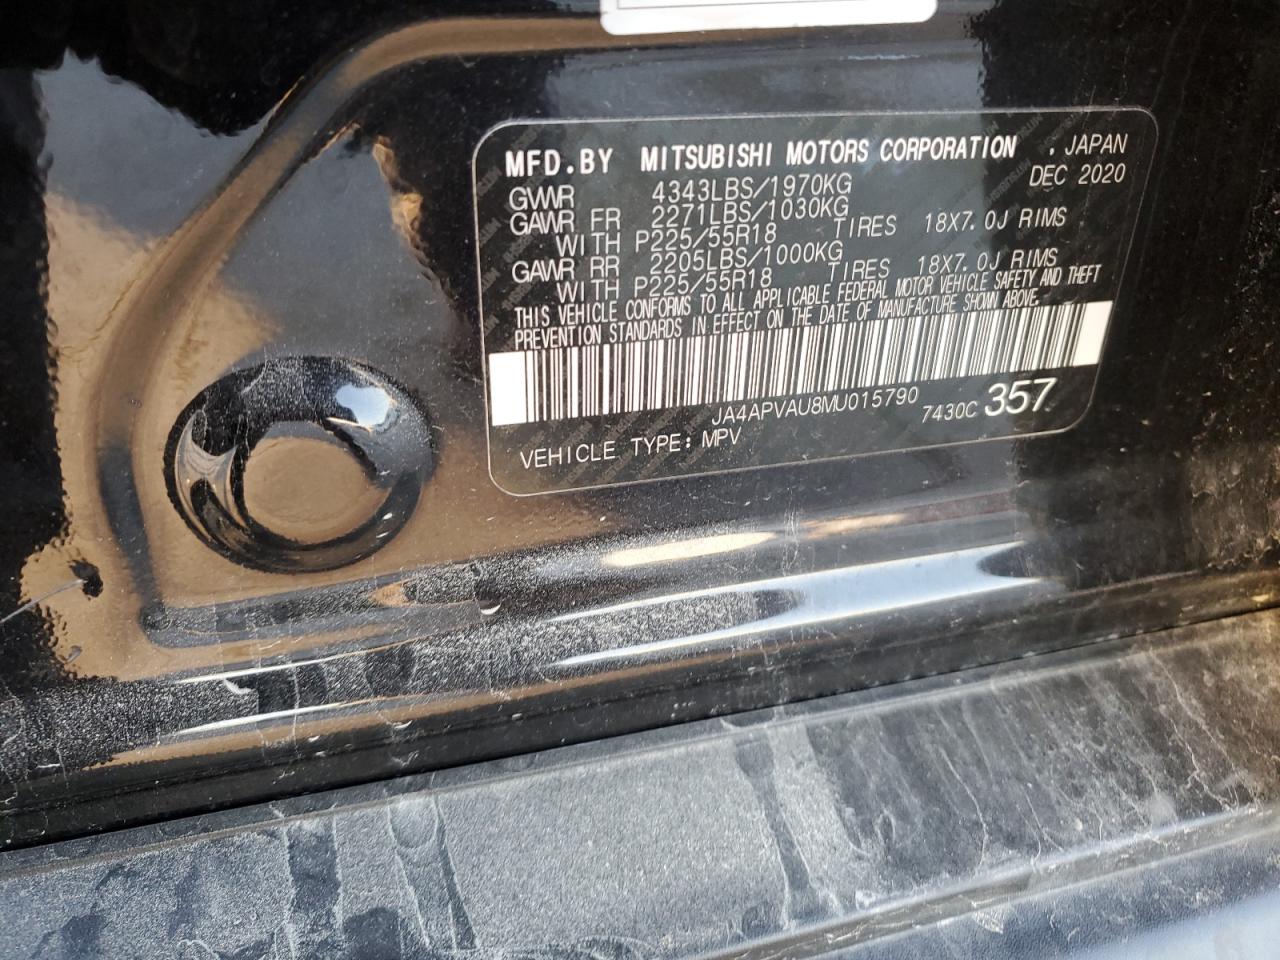 MFD.BY MITSUBISHI MOTORS CORPORATION . JAPAN
DEC 2020
GVWR 4343LBS/1970KG
GAWR FR 2271LBS/1030KG
WITH P225/55R18 TIRES 18X7.0J RIMS
GAWR RR 2205LBS/1000KG
WITH P225/55R18 TIRES 18X7.0J RIMS
THIS VEHICLE CONFORMS TO ALL APPLICABLE FEDERAL MOTOR VEHICLE SAFETY AND THEFT
PREVENTION STANDARDS IN EFFECT ON THE DATE OF MANUFACTURE SHOWN ABOVE.
JA4APVAU8MU015790
7430C 357
VEHICLE TYPE: MPV